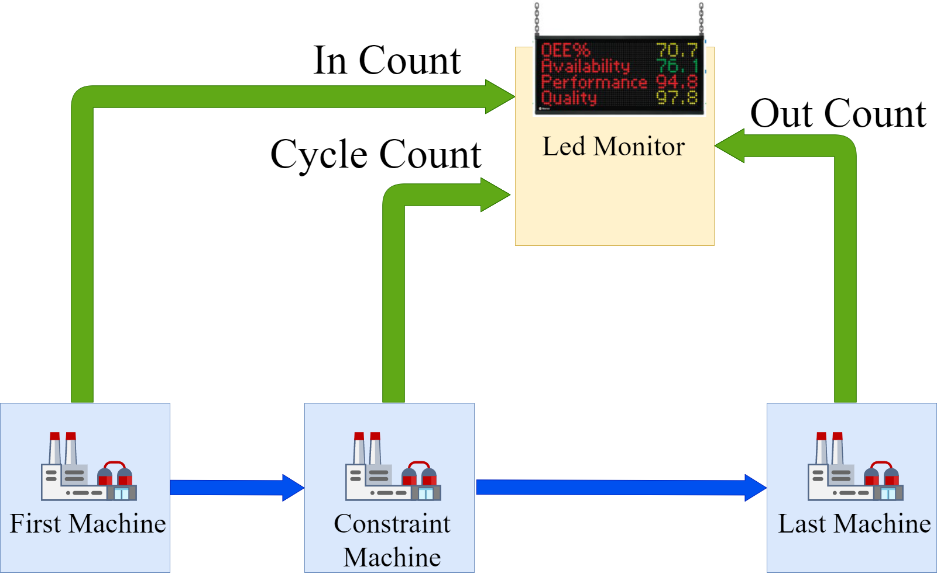 In Count
OEE% 70.7
Availability 76.1
Performance 94.8
Quality 97.8
Out Count
Cycle Count
Led Monitor
First Machine
Constraint
Machine
Last Machine